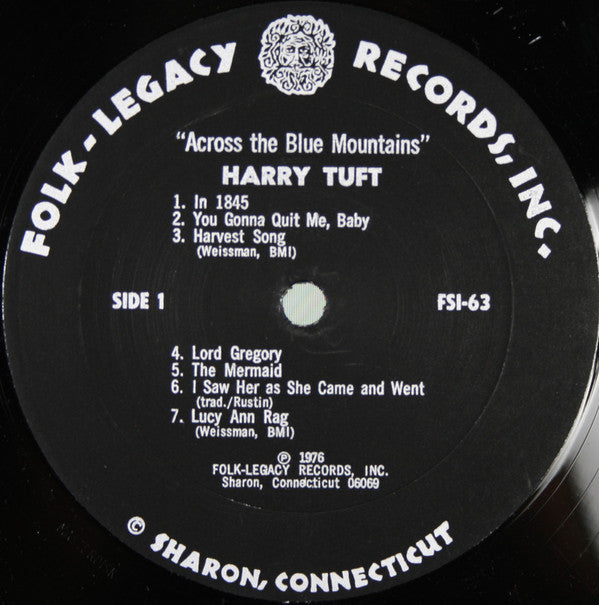 FOLK-LEGACY RECORDS, INC.
"Across the Blue Mountains"
HARRY TUFT
1. In 1845
2. You Gonna Quit Me, Baby
3. Harvest Song
(Weissman, BMI)
SIDE 1
FSI-63
4. Lord Gregory
5. The Mermaid
6. I Saw Her as She Came and Went
(trad./Rustin)
7. Lucy Ann Rag
(Weissman, BMI)
℗ 1976
FOLK-LEGACY RECORDS, INC.
Sharon, Connecticut 06069
© SHARON, CONNECTICUT